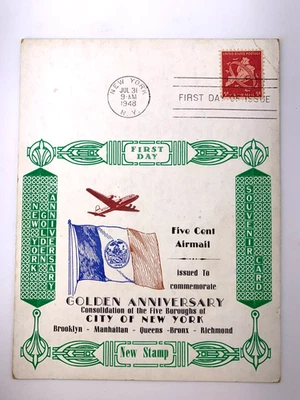 NEW YORK
JUL 31
9-AM
1948
N.Y.
FIRST DAY OF ISSUE
FIRST
DAY
NEW YORK
GOLDEN
ANNIVERSARY
SOUVENIR
CARD
Five Cent
Airmail
issued To
commemorate
GOLDEN ANNIVERSARY
Consolidation of the Five Boroughs of
CITY OF NEW YORK
Brooklyn - Manhattan - Queens - Bronx - Richmond
New Stamp